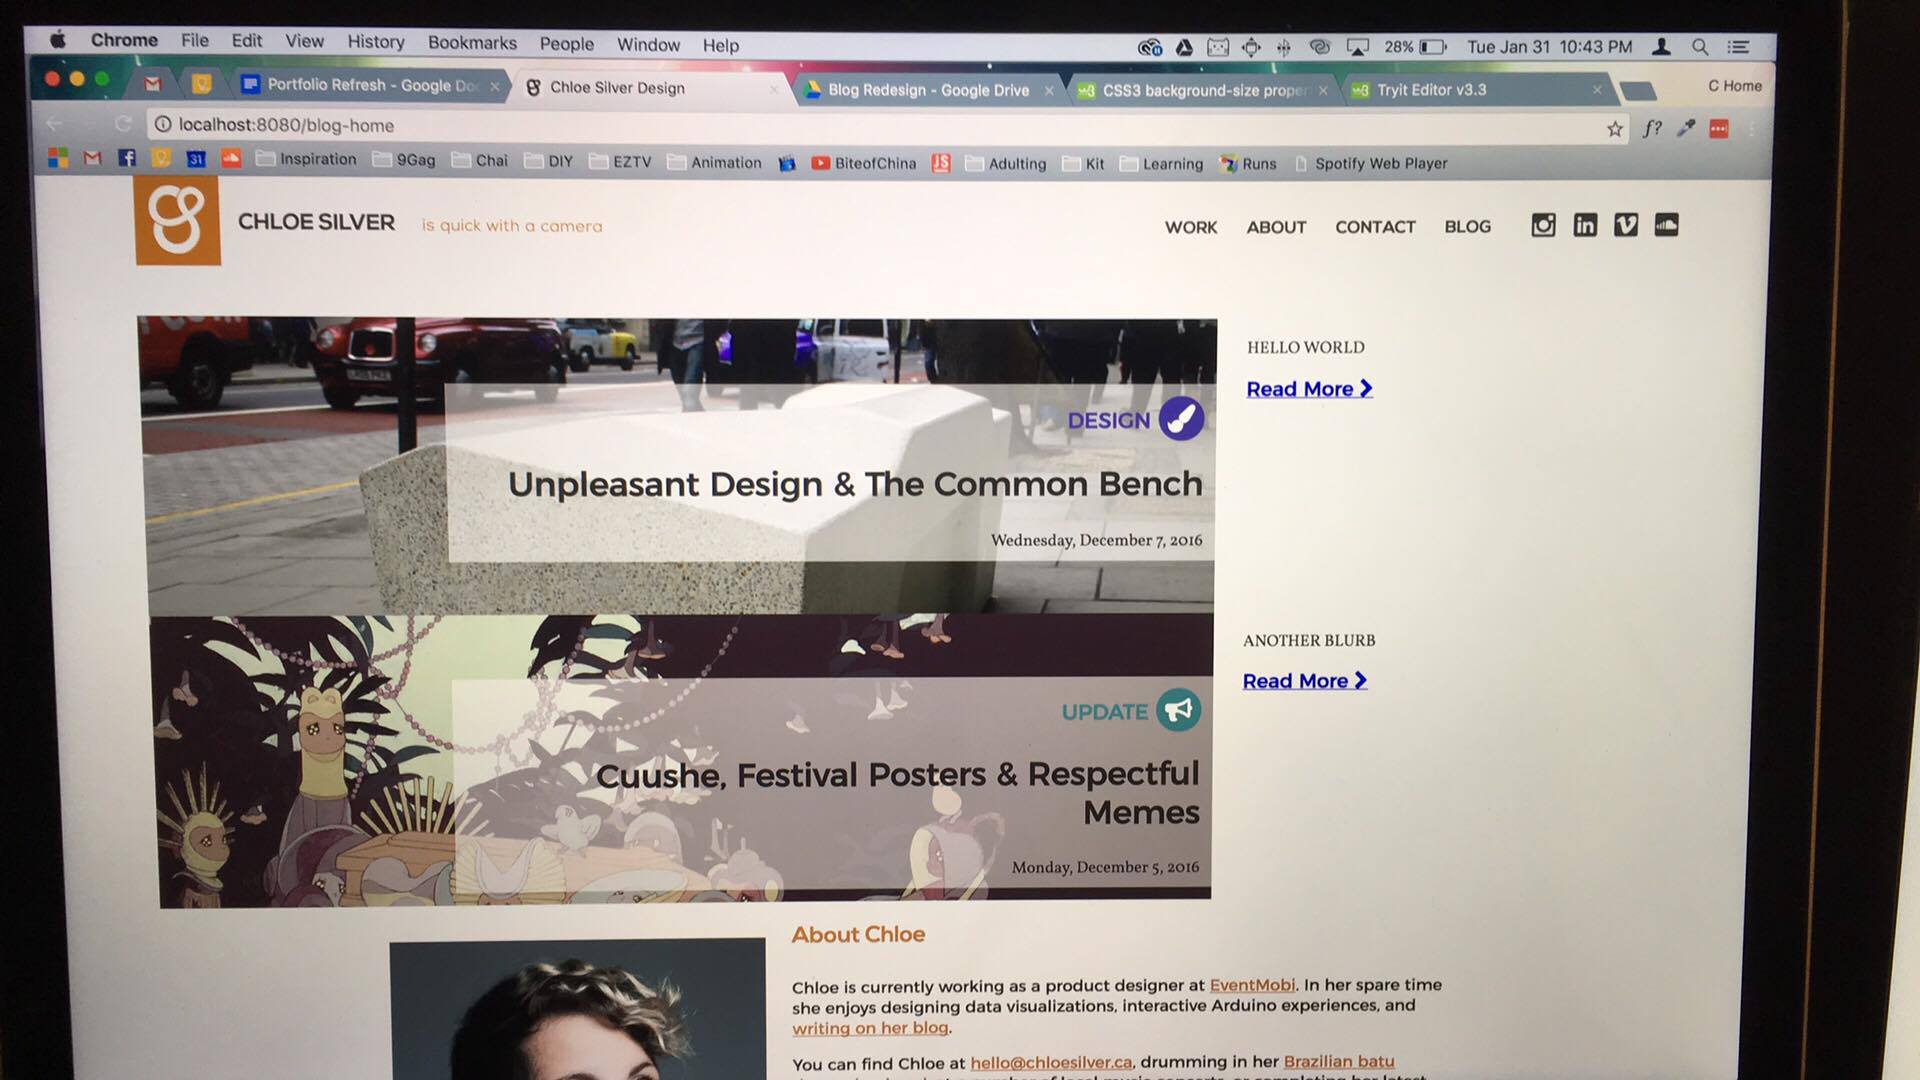 Chrome File Edit View History Bookmarks People Window Help 28% Tue Jan 31 10:43 PM
Portfolio Refresh - Google Do Chloe Silver Design Blog Redesign - Google Drive CSS3 background-size proper Tryit Editor v3.3 C Home
localhost:8080/blog-home f?
31 Inspiration 9Gag Chai DIY EZTV Animation BiteofChina JS Adulting Kit Learning Runs Spotify Web Player
CHLOE SILVER is quick with a camera WORK ABOUT CONTACT BLOG
HELLO WORLD
Read More
DESIGN
Unpleasant Design & The Common Bench
Wednesday, December 7, 2016
ANOTHER BLURB
Read More
UPDATE
Cuushe, Festival Posters & Respectful
Memes
Monday, December 5, 2016
About Chloe
Chloe is currently working as a product designer at EventMobi. In her spare time
she enjoys designing data visualizations, interactive Arduino experiences, and
writing on her blog.
You can find Chloe at hello@chloesilver.ca, drumming in her Brazilian batu